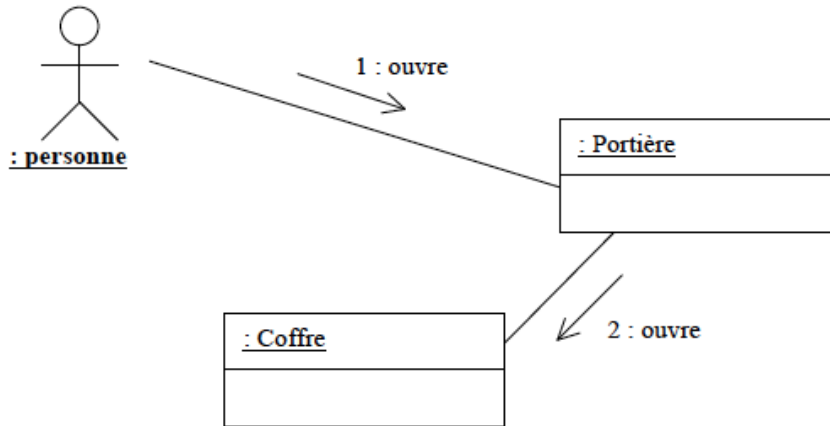 1 : ouvre
: personne
: Portière
: Coffre
2 : ouvre